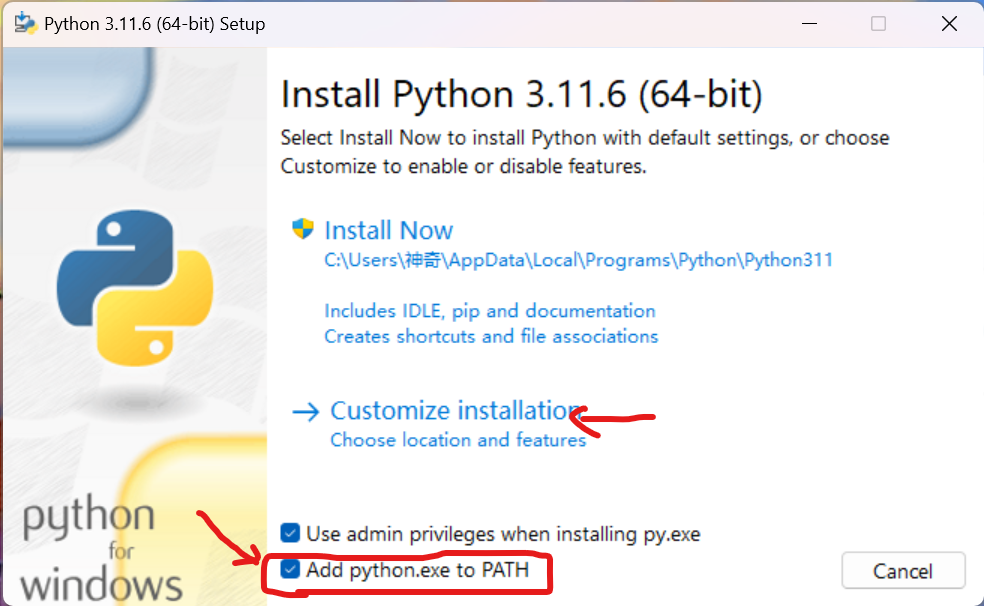 Python 3.11.6 (64-bit) Setup
Install Python 3.11.6 (64-bit)
Select Install Now to install Python with default settings, or choose
Customize to enable or disable features.
Install Now
C:\Users\神奇\AppData\Local\Programs\Python\Python311
Includes IDLE, pip and documentation
Creates shortcuts and file associations
Customize installation
Choose location and features
python
for
windows
Use admin privileges when installing py.exe
Add python.exe to PATH
Cancel